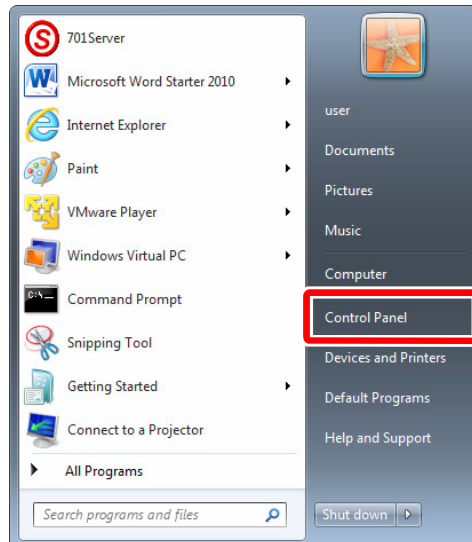 701Server
Microsoft Word Starter 2010
Internet Explorer
Paint
VMware Player
Windows Virtual PC
Command Prompt
Snipping Tool
Getting Started
Connect to a Projector
All Programs
Search programs and files
user
Documents
Pictures
Music
Computer
Control Panel
Devices and Printers
Default Programs
Help and Support
Shut down